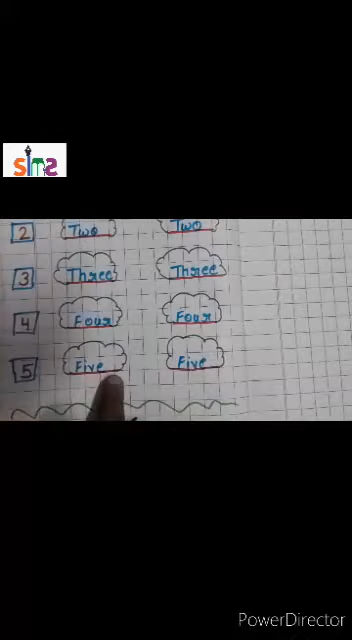 sims
2 Two Two
3 Three Three
4 Four Four
5 Five Five
PowerDirector